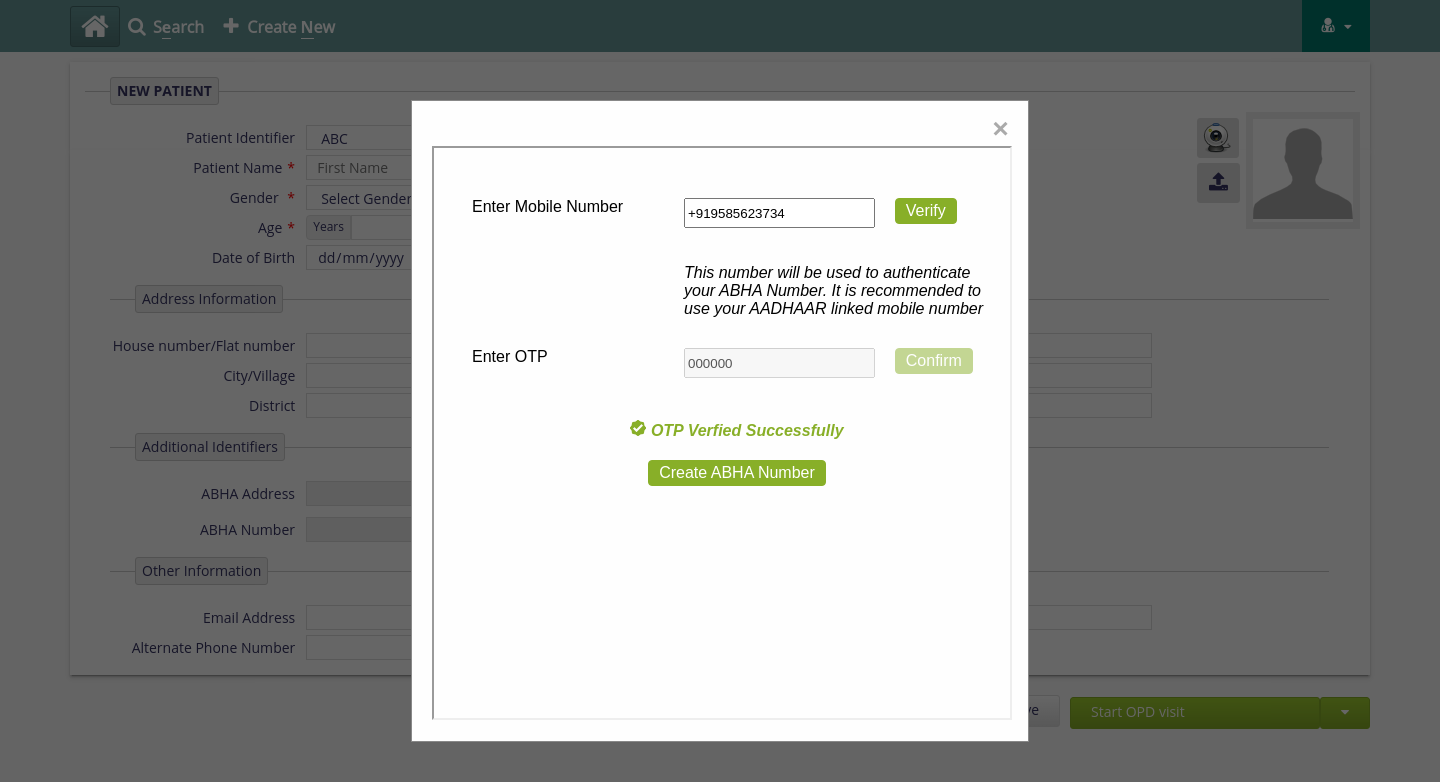 Search
Create New
NEW PATIENT
Patient Identifier
ABC
Patient Name *
First Name
Gender *
Select Gender
Age *
Years
Date of Birth
dd/mm/yyyy
Address Information
House number/Flat number
City/Village
District
Additional Identifiers
ABHA Address
ABHA Number
Other Information
Email Address
Alternate Phone Number
×
Enter Mobile Number
+919585623734
Verify
This number will be used to authenticate
your ABHA Number. It is recommended to
use your AADHAAR linked mobile number
Enter OTP
000000
Confirm
OTP Verfied Successfully
Create ABHA Number
Start OPD visit